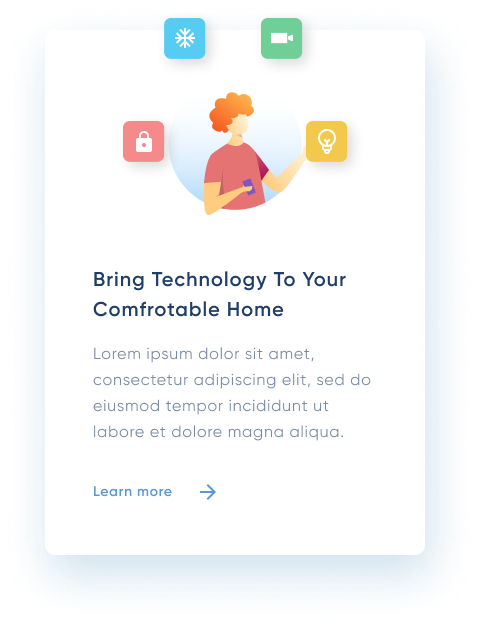 Bring Technology To Your
Comfrotable Home
Lorem ipsum dolor sit amet,
consectetur adipiscing elit, sed do
eiusmod tempor incididunt ut
labore et dolore magna aliqua.
Learn more